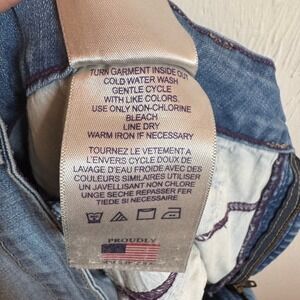 TURN GARMENT INSIDE OUT
COLD WATER WASH
GENTLE CYCLE
WITH LIKE COLORS.
USE ONLY NON-CHLORINE
BLEACH
LINE DRY
WARM IRON IF NECESSARY
TOURNEZ LE VETEMENT A
L'ENVERS CYCLE DOUX DE
LAVAGE D'EAU FROIDE AVEC DES
COULEURS SIMILAIRES UTILISER
UN JAVELLISANT NON CHLORE
UNGE SECHE REPASSER FER
TIEDE SI NECESSAIRE
PROUDLY